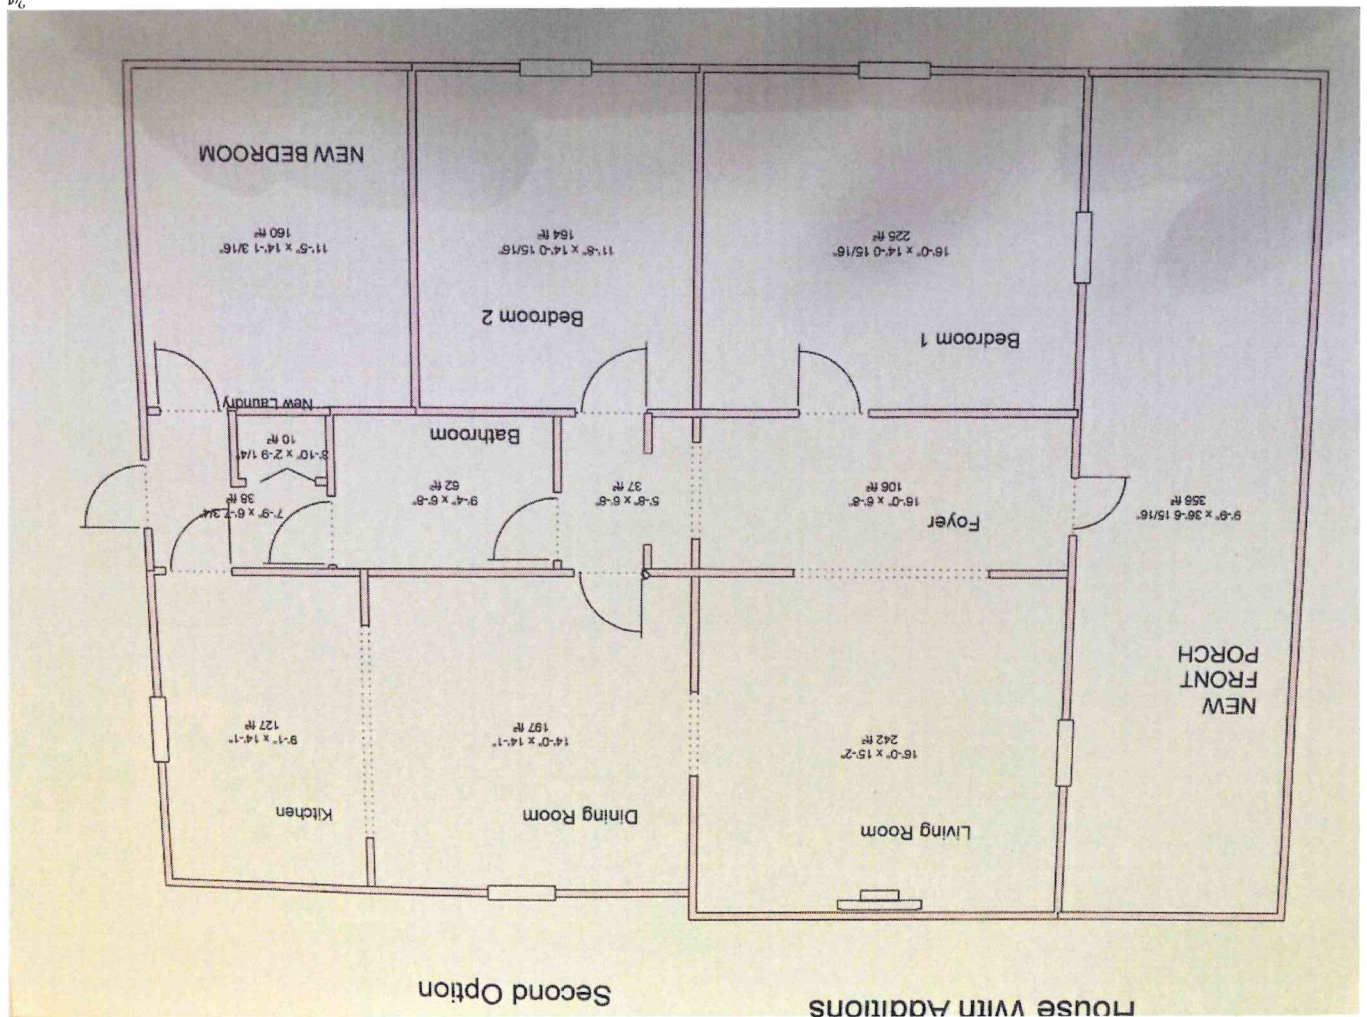 House With Additions
Second Option
Living Room
16'-0" x 15'-2"
242 ft²
Dining Room
14'-0" x 14'-1"
197 ft²
Kitchen
9'-1" x 14'-1"
127 ft²
NEW
FRONT
PORCH
9'-9" x 36'-6 15/16"
356 ft²
Foyer
16'-0" x 6'-8"
106 ft²
5'-8" x 6'-8"
37 ft²
Bathroom
9'-4" x 6'-8"
62 ft²
7'-9" x 6'-7 3/4"
38 ft²
New Laundry
3'-10" x 2'-9 1/4"
10 ft²
Bedroom 1
16'-0" x 14'-0 15/16"
225 ft²
Bedroom 2
11'-8" x 14'-0 15/16"
164 ft²
NEW BEDROOM
11'-5" x 14'-1 3/16"
160 ft²